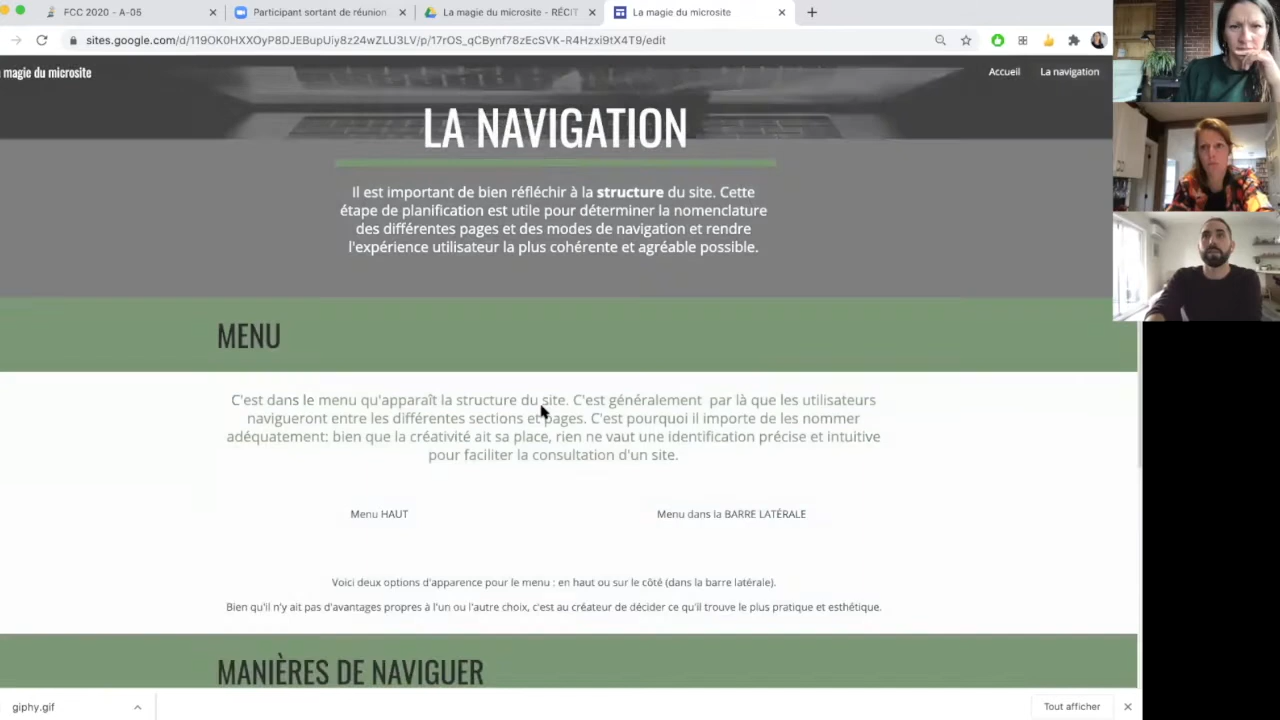 FCC 2020 - A-05
Participant sortant de réunion
La magie du microsite - RÉCIT
La magie du microsite
magie du microsite
Accueil
La navigation
LA NAVIGATION
Il est important de bien réfléchir à la structure du site. Cette
étape de planification est utile pour déterminer la nomenclature
des différentes pages et des modes de navigation et rendre
l'expérience utilisateur la plus cohérente et agréable possible.
MENU
C'est dans le menu qu'apparaît la structure du site. C'est généralement par là que les utilisateurs
navigueront entre les différentes sections et pages. C'est pourquoi il importe de les nommer
adéquatement: bien que la créativité ait sa place, rien ne vaut une identification précise et intuitive
pour faciliter la consultation d'un site.
Menu HAUT
Menu dans la BARRE LATÉRALE
Voici deux options d'apparence pour le menu : en haut ou sur le côté (dans la barre latérale).
Bien qu'il n'y ait pas d'avantages propres à l'un ou l'autre choix, c'est au créateur de décider ce qu'il trouve le plus pratique et esthétique.
MANIÈRES DE NAVIGUER
giphy.gif
Tout afficher